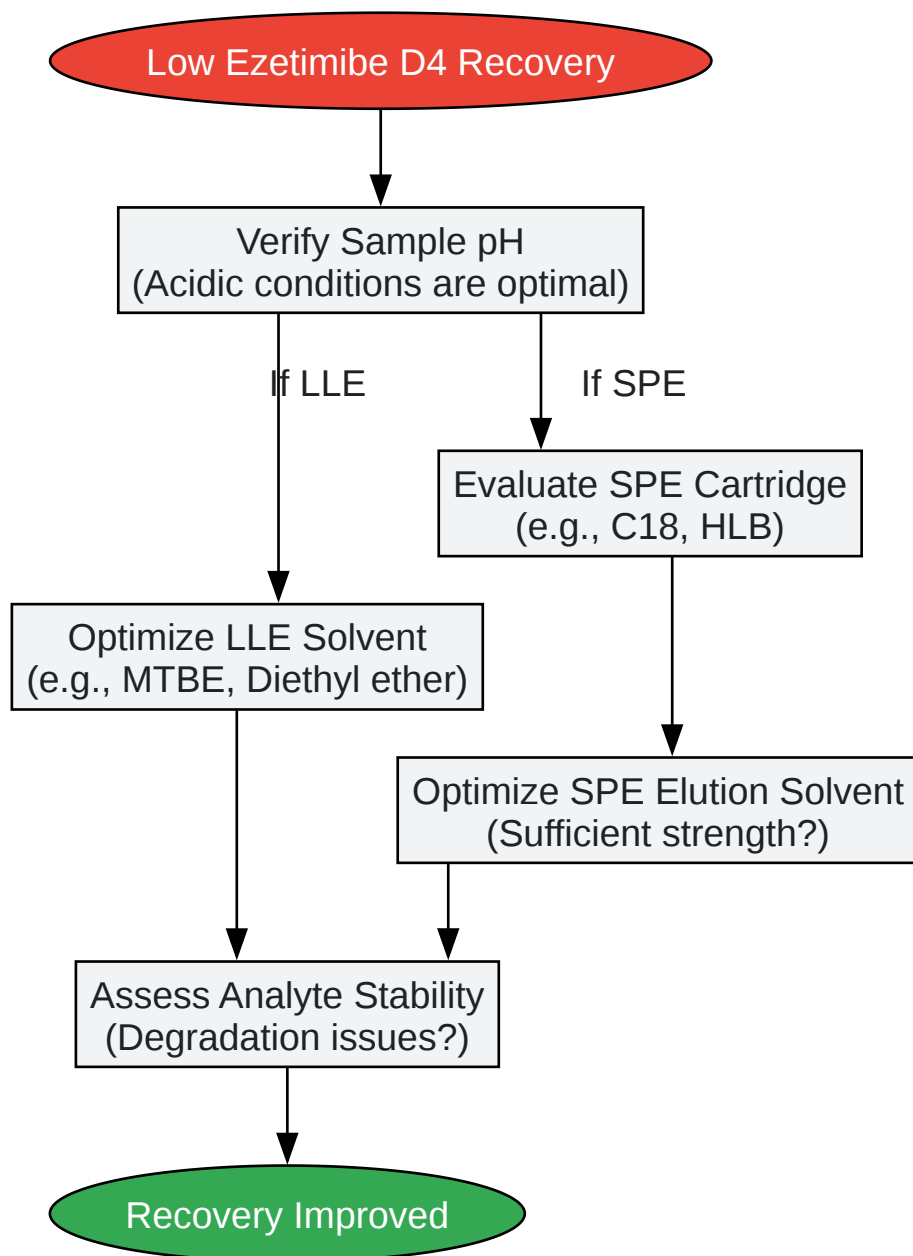 Low Ezetimibe D4 Recovery
Verify Sample pH
(Acidic conditions are optimal)
If LLE
If SPE
Evaluate SPE Cartridge
(e.g., C18, HLB)
Optimize LLE Solvent
(e.g., MTBE, Diethyl ether)
Optimize SPE Elution Solvent
(Sufficient strength?)
Assess Analyte Stability
(Degradation issues?)
Recovery Improved